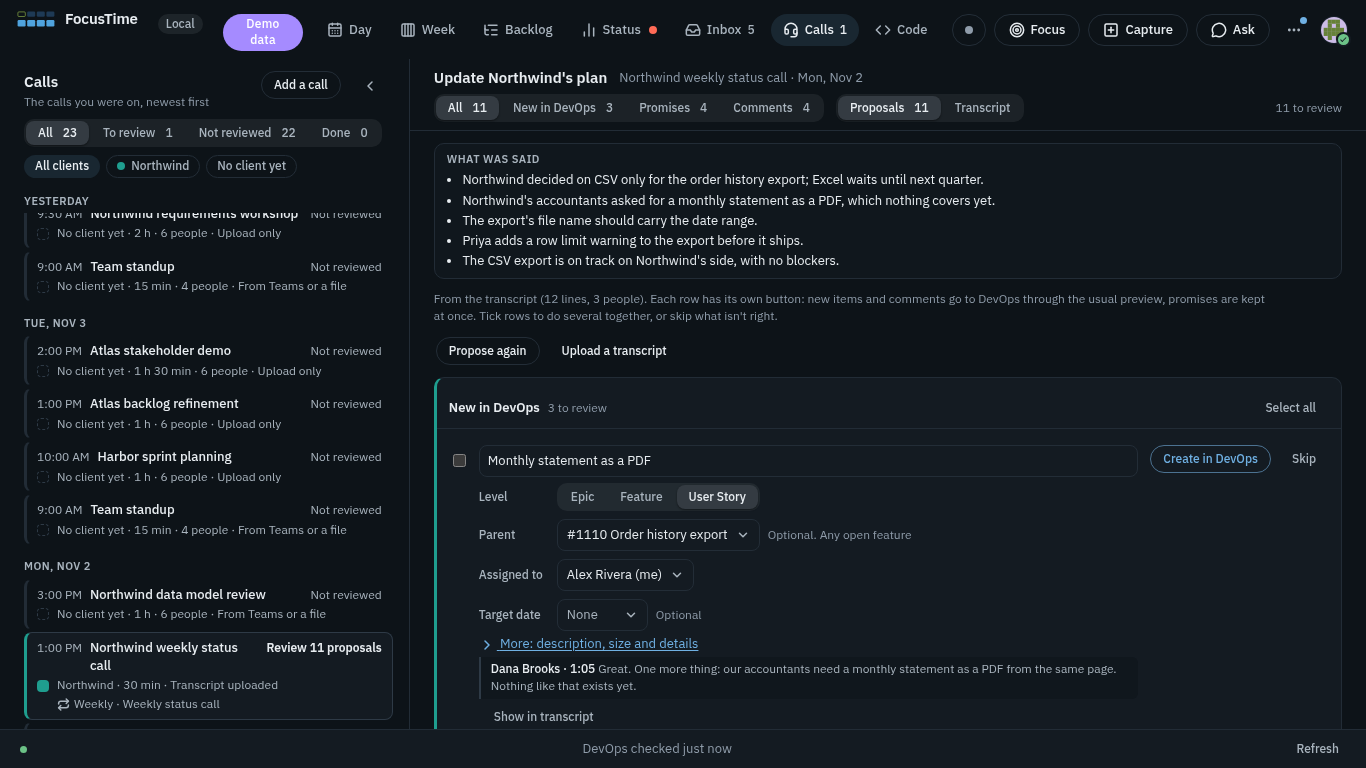 FocusTime
Local
Demo data
Day
Week
Backlog
Status
Inbox 5
Calls 1
Code
Focus
Capture
Ask
Calls
Add a call
The calls you were on, newest first
All 23
To review 1
Not reviewed 22
Done 0
All clients
Northwind
No client yet
YESTERDAY
9:30 AM Northwind requirements workshop Not reviewed
No client yet · 2 h · 6 people · Upload only
9:00 AM Team standup Not reviewed
No client yet · 15 min · 4 people · From Teams or a file
TUE, NOV 3
2:00 PM Atlas stakeholder demo Not reviewed
No client yet · 1 h 30 min · 6 people · Upload only
1:00 PM Atlas backlog refinement Not reviewed
No client yet · 1 h · 6 people · Upload only
10:00 AM Harbor sprint planning Not reviewed
No client yet · 1 h · 6 people · Upload only
9:00 AM Team standup Not reviewed
No client yet · 15 min · 4 people · From Teams or a file
MON, NOV 2
3:00 PM Northwind data model review Not reviewed
No client yet · 1 h · 6 people · From Teams or a file
1:00 PM Northwind weekly status call Review 11 proposals
Northwind · 30 min · Transcript uploaded
Weekly · Weekly status call
Update Northwind's plan Northwind weekly status call · Mon, Nov 2
All 11
New in DevOps 3
Promises 4
Comments 4
Proposals 11
Transcript
11 to review
WHAT WAS SAID
• Northwind decided on CSV only for the order history export; Excel waits until next quarter.
• Northwind's accountants asked for a monthly statement as a PDF, which nothing covers yet.
• The export's file name should carry the date range.
• Priya adds a row limit warning to the export before it ships.
• The CSV export is on track on Northwind's side, with no blockers.
From the transcript (12 lines, 3 people). Each row has its own button: new items and comments go to DevOps through the usual preview, promises are kept
at once. Tick rows to do several together, or skip what isn't right.
Propose again
Upload a transcript
New in DevOps 3 to review
Select all
Monthly statement as a PDF
Create in DevOps
Skip
Level Epic Feature User Story
Parent #1110 Order history export Optional. Any open feature
Assigned to Alex Rivera (me)
Target date None Optional
More: description, size and details
Dana Brooks · 1:05 Great. One more thing: our accountants need a monthly statement as a PDF from the same page.
Nothing like that exists yet.
Show in transcript
DevOps checked just now
Refresh